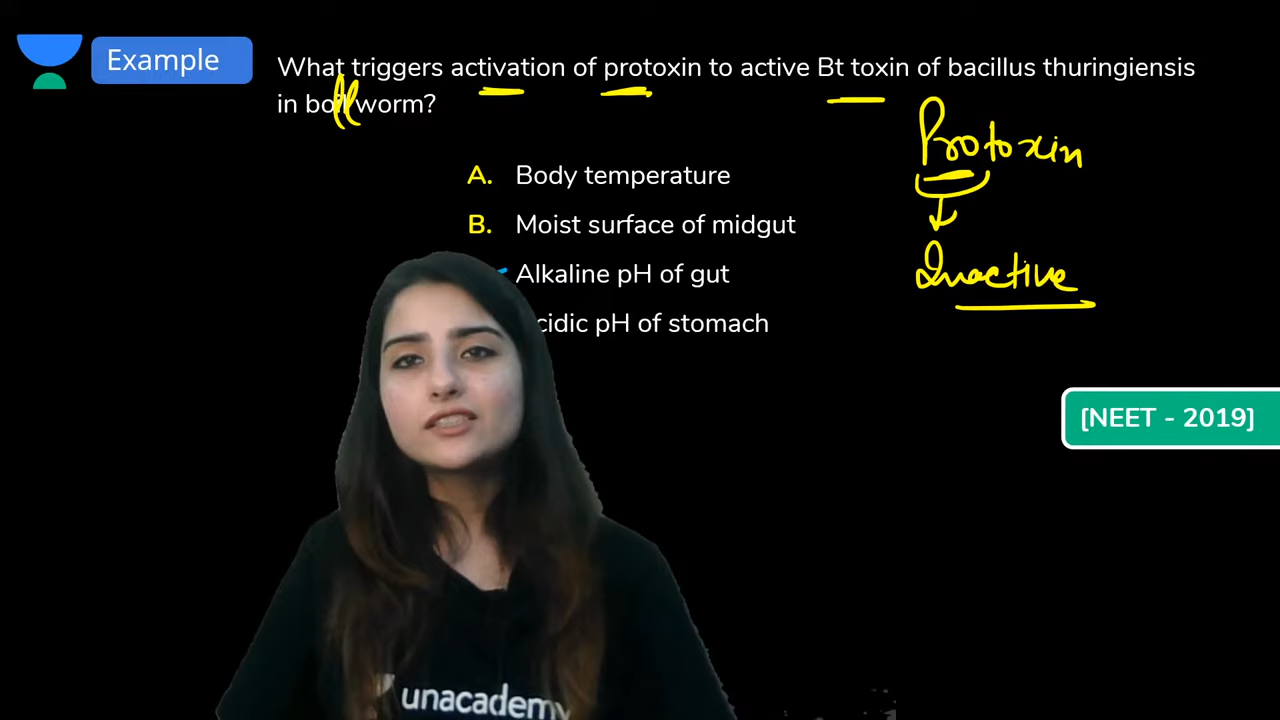 Example
What triggers activation of protoxin to active Bt toxin of bacillus thuringiensis
in boll worm?
Protoxin
Inactive
A. Body temperature
B. Moist surface of midgut
Alkaline pH of gut
cidic pH of stomach
[NEET - 2019]
unacademy